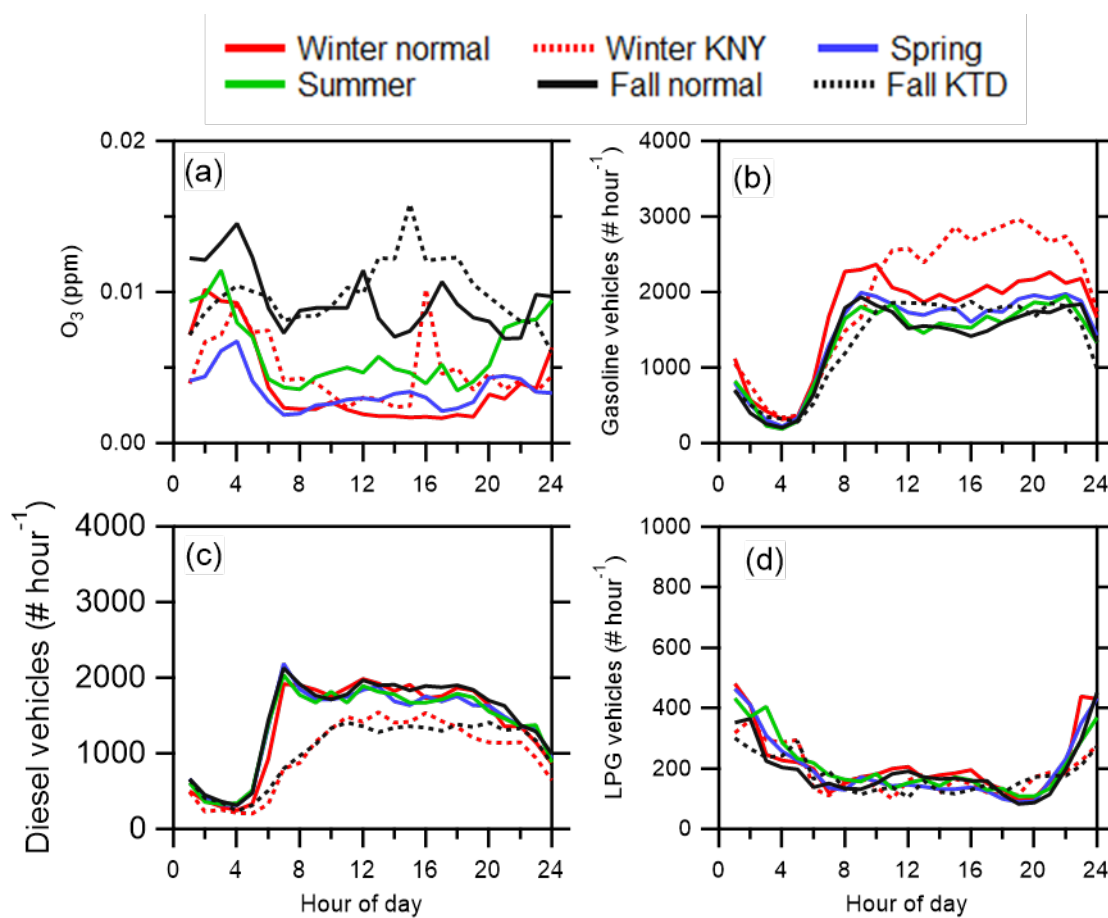 Winter normal Winter KNY Spring
Summer Fall normal Fall KTD
(a)
O3 (ppm)
0.02
0.01
0.00
0 4 8 12 16 20 24
(b)
Gasoline vehicles (# hour-1)
4000
3000
2000
1000
0
0 4 8 12 16 20 24
(c)
Diesel vehicles (# hour-1)
4000
3000
2000
1000
0
0 4 8 12 16 20 24
Hour of day
(d)
LPG vehicles (# hour-1)
1000
800
600
400
200
0
0 4 8 12 16 20 24
Hour of day